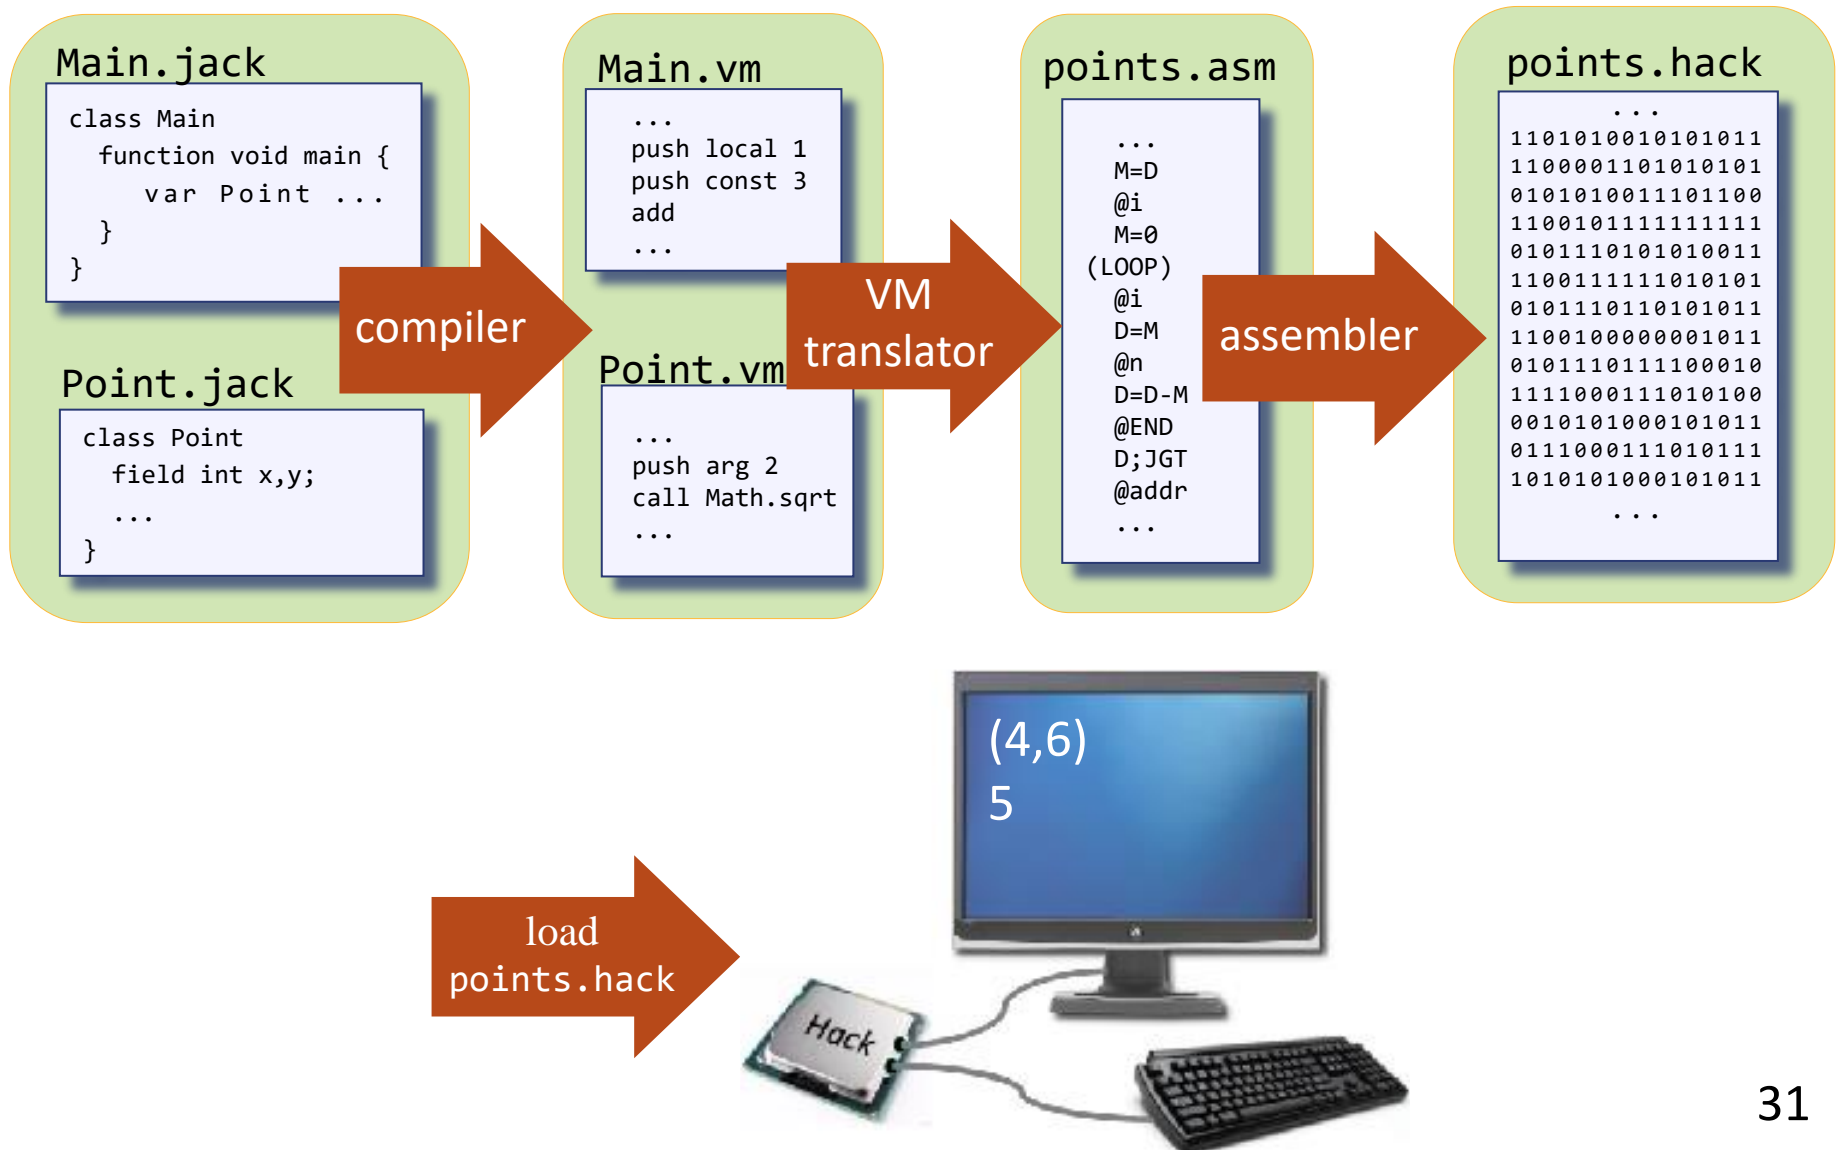 Main.jack
class Main
function void main {
var Point ...
}
}
Point.jack
class Point
field int x,y;
...
}
compiler
Main.vm
...
push local 1
push const 3
add
...
Point.vm
...
push arg 2
call Math.sqrt
...
VM
translator
points.asm
...
M=D
@i
M=0
(LOOP)
@i
D=M
@n
D=D-M
@END
D;JGT
@addr
...
assembler
points.hack
...
1101010010101011
1100001101010101
0101010011101100
1100101111111111
0101110101010011
1100111111010101
0101110110101011
1100100000001011
0101110111100010
1111000111010100
0010101000101011
0111000111010111
1010101000101011
...
load
points.hack
Hack
(4,6)
5
31